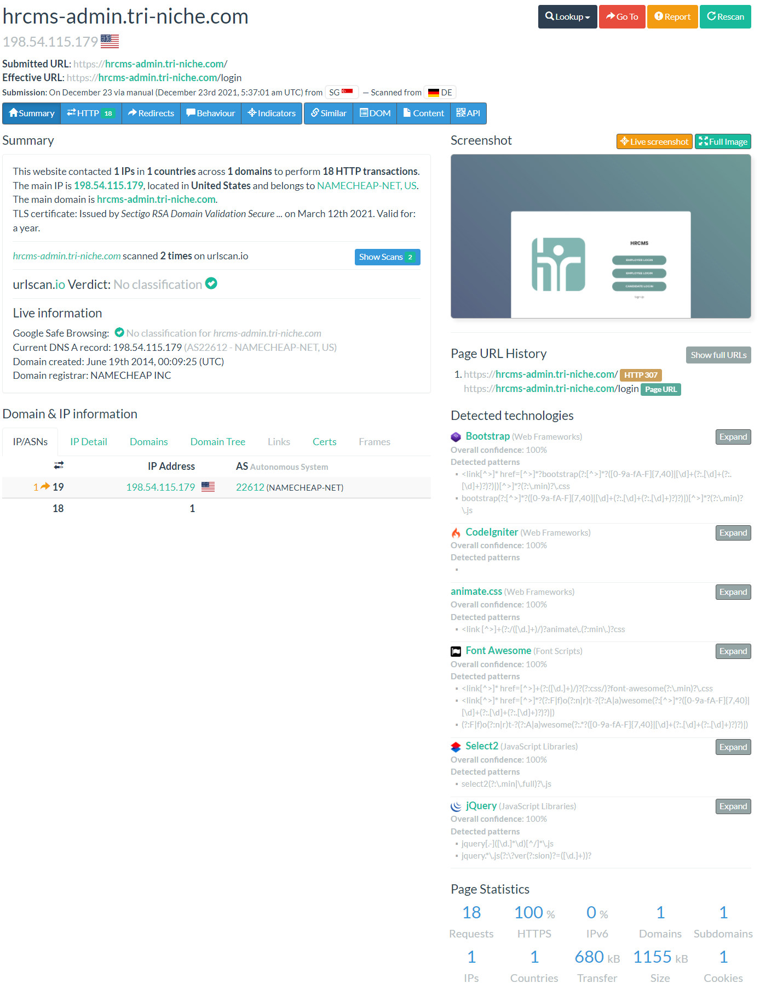 hrcms-admin.tri-niche.com
Lookup
Go To
Report
Rescan
198.54.115.179
Submitted URL: https://hrcms-admin.tri-niche.com/
Effective URL: https://hrcms-admin.tri-niche.com/login
Submission: On December 23 via manual (December 23rd 2021, 5:37:01 am UTC) from SG — Scanned from DE
Summary
HTTP 18
Redirects
Behaviour
Indicators
Similar
DOM
Content
API
Summary
This website contacted 1 IPs in 1 countries across 1 domains to perform 18 HTTP transactions.
The main IP is 198.54.115.179, located in United States and belongs to NAMECHEAP-NET, US.
The main domain is hrcms-admin.tri-niche.com.
TLS certificate: Issued by Sectigo RSA Domain Validation Secure ... on March 12th 2021. Valid for:
a year.
hrcms-admin.tri-niche.com scanned 2 times on urlscan.io
Show Scans 2
urlscan.io Verdict: No classification
Live information
Google Safe Browsing: No classification for hrcms-admin.tri-niche.com
Current DNS A record: 198.54.115.179 (AS22612 - NAMECHEAP-NET, US)
Domain created: June 19th 2014, 00:09:25 (UTC)
Domain registrar: NAMECHEAP INC
Domain & IP information
IP/ASNs
IP Detail
Domains
Domain Tree
Links
Certs
Frames
IP Address
AS Autonomous System
1 19
198.54.115.179
22612 (NAMECHEAP-NET)
18
1
Screenshot
Live screenshot
Full Image
HRCMS
EMPLOYER LOGIN
EMPLOYEE LOGIN
CANDIDATE LOGIN
Sign up
Page URL History
Show full URLs
1. https://hrcms-admin.tri-niche.com/ HTTP 307
https://hrcms-admin.tri-niche.com/login Page URL
Detected technologies
Bootstrap (Web Frameworks)
Expand
Overall confidence: 100%
Detected patterns
<link[^>]* href=[^>]*?bootstrap(?:[^>]*?([0-9a-fA-F]{7,40}|[\d]+(?:.[\d]+(?:.
[\d]+)?)?)|)[^>]*?(?:\.min)?\.css
bootstrap(?:[^>]*?([0-9a-fA-F]{7,40}|[\d]+(?:.[\d]+(?:.[\d]+)?)?)|)[^>]*?(?:\.min)?
\.js
CodeIgniter (Web Frameworks)
Expand
Overall confidence: 100%
Detected patterns
animate.css (Web Frameworks)
Expand
Overall confidence: 100%
Detected patterns
<link [^>]+(?:/([\d.]+)/)?animate\.(?:min\.)?css
Font Awesome (Font Scripts)
Expand
Overall confidence: 100%
Detected patterns
<link[^>]* href=[^>]+(?:([\d.]+)/)?(?:css/)?font-awesome(?:\.min)?\.css
<link[^>]* href=[^>]*?(?:F|f)o(?:n|r)t-?(?:A|a)wesome(?:[^>]*?([0-9a-fA-F]{7,40}|
[\d]+(?:.[\d]+(?:.[\d]+)?)?)|)
(?:F|f)o(?:n|r)t-?(?:A|a)wesome(?:.*?([0-9a-fA-F]{7,40}|[\d]+(?:.[\d]+(?:.[\d]+)?)?)|)
Select2 (JavaScript Libraries)
Expand
Overall confidence: 100%
Detected patterns
select2(?:\.min|\.full)?\.js
jQuery (JavaScript Libraries)
Expand
Overall confidence: 100%
Detected patterns
jquery[.-]([\d.]*\d)[^/]*\.js
jquery.*\.js(?:\?ver(?:sion)?=([\d.]+))?
Page Statistics
18 100 % 0 % 1 1
Requests HTTPS IPv6 Domains Subdomains
1 1 680 kB 1155 kB 1
IPs Countries Transfer Size Cookies